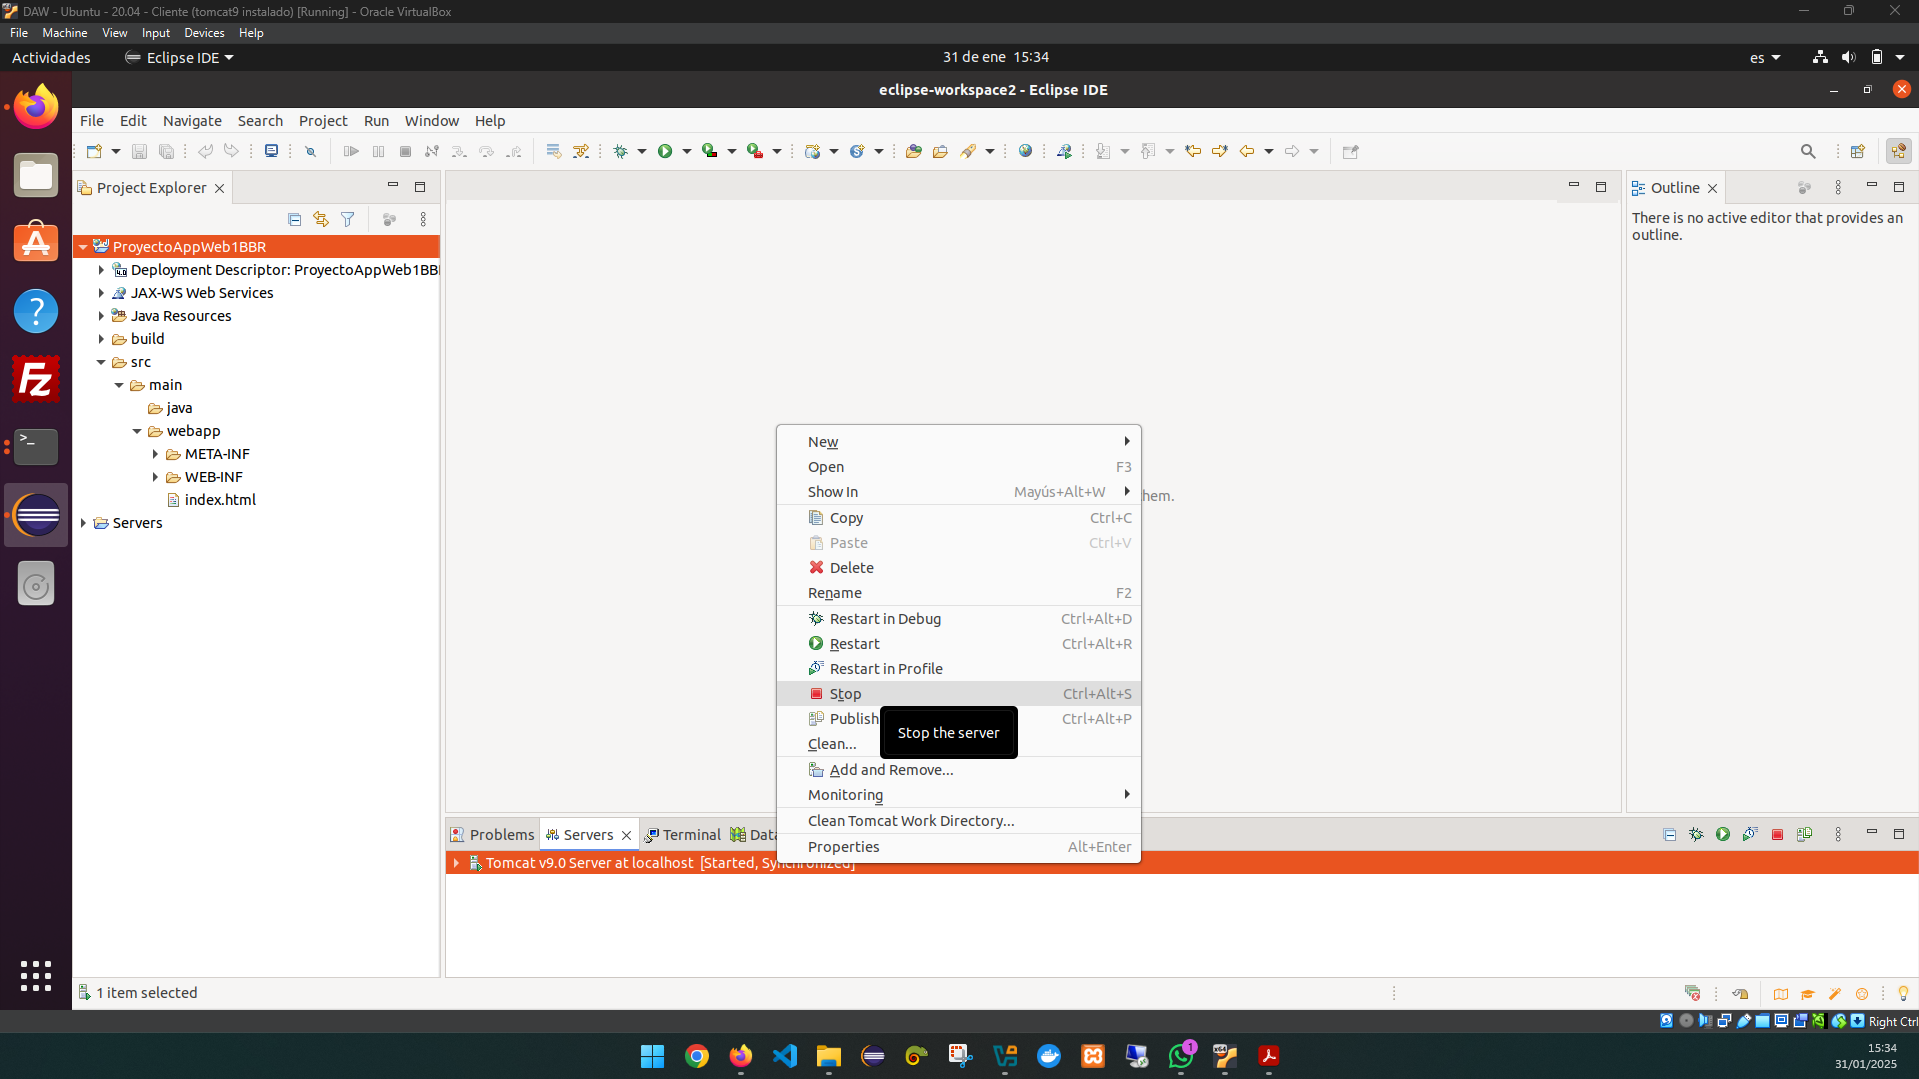 DAW - Ubuntu - 20.04 - Cliente (tomcat9 instalado) [Running] - Oracle VirtualBox
File Machine View Input Devices Help
Actividades Eclipse IDE 31 de ene 15:34 es
eclipse-workspace2 - Eclipse IDE
File Edit Navigate Search Project Run Window Help
Project Explorer
Outline
There is no active editor that provides an
outline.
ProyectoAppWeb1BBR
Deployment Descriptor: ProyectoAppWeb1BB
JAX-WS Web Services
Java Resources
build
src
main
java
webapp
META-INF
WEB-INF
index.html
Servers
New
Open F3
Show In Mayús+Alt+W
hem.
Copy Ctrl+C
Paste Ctrl+V
Delete
Rename F2
Restart in Debug Ctrl+Alt+D
Restart Ctrl+Alt+R
Restart in Profile
Stop Ctrl+Alt+S
Publish Ctrl+Alt+P
Stop the server
Clean...
Add and Remove...
Monitoring
Clean Tomcat Work Directory...
Properties Alt+Enter
Problems Servers Terminal Data
Tomcat v9.0 Server at localhost [Started, Synchronized]
1 item selected
Right Ctrl
1
15:34
31/01/2025